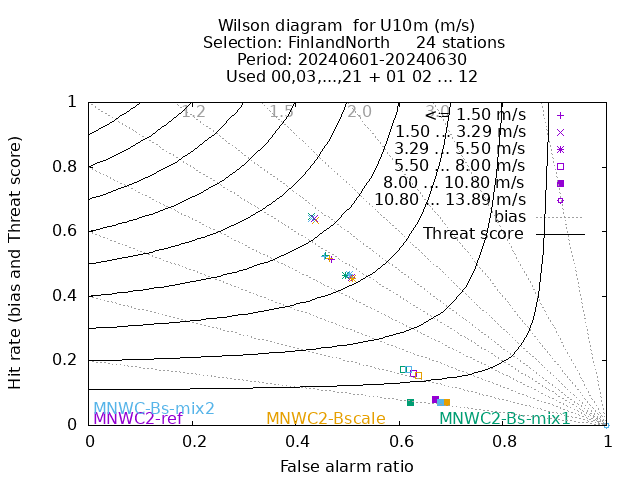 Wilson diagram  for U10m (m/s)
Selection: FinlandNorth     24 stations
Period: 20240601-20240630
Used 00,03,...,21 + 01 02 ... 12
1.2 1.5 2.0 3.0
<= 1.50 m/s
1.50 ... 3.29 m/s
3.29 ... 5.50 m/s
5.50 ... 8.00 m/s
8.00 ... 10.80 m/s
10.80 ... 13.89 m/s
bias
Threat score
1
0.8
0.6
0.4
0.2
0
Hit rate (bias and Threat score)
MNWC-Bs-mix2
MNWC2-ref MNWC2-Bscale MNWC2-Bs-mix1
0 0.2 0.4 0.6 0.8 1
False alarm ratio